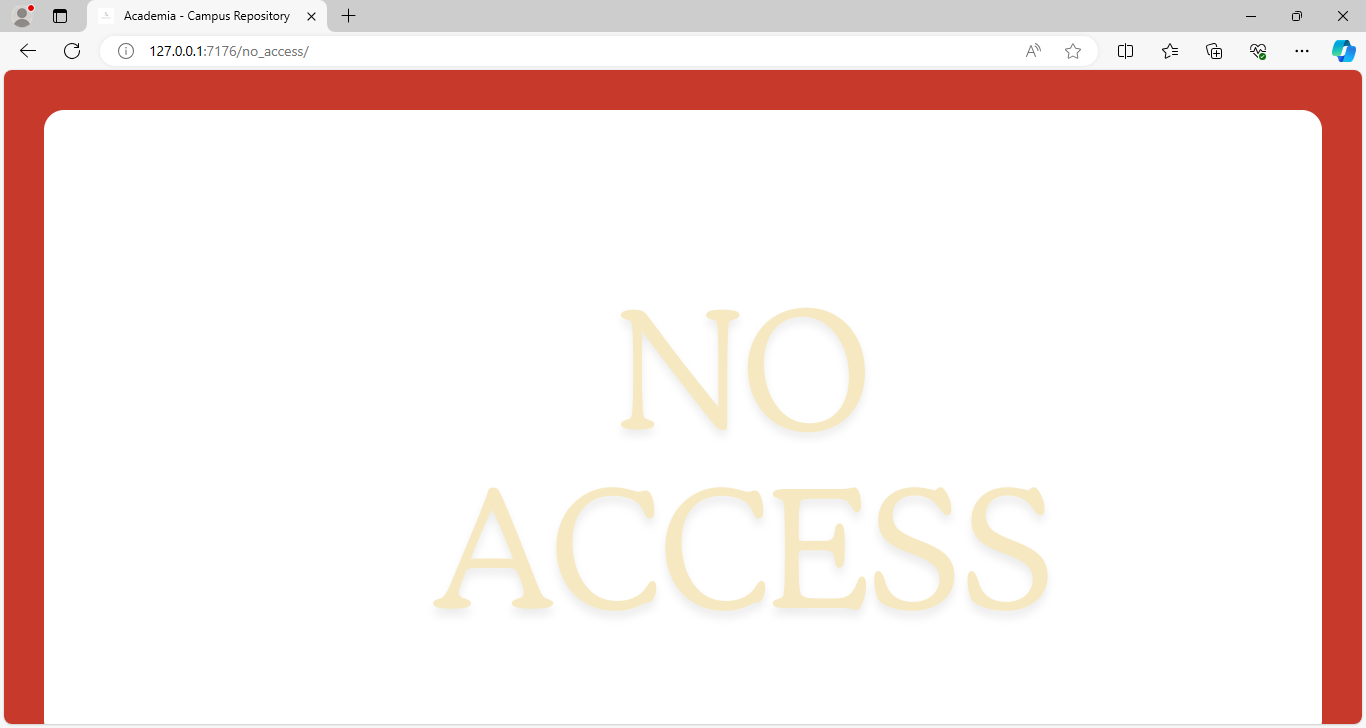 Academia - Campus Repository
127.0.0.1:7176/no_access/
NO
ACCESS